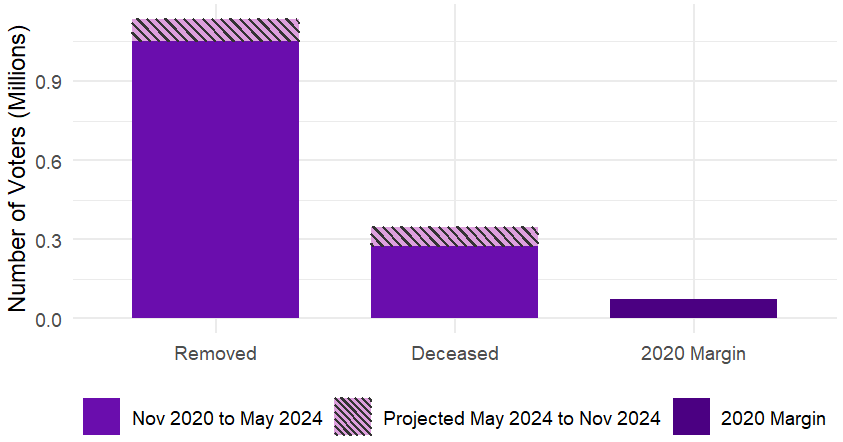 Number of Voters (Millions)
0.9
0.6
0.3
0.0
Removed
Deceased
2020 Margin
Nov 2020 to May 2024
Projected May 2024 to Nov 2024
2020 Margin